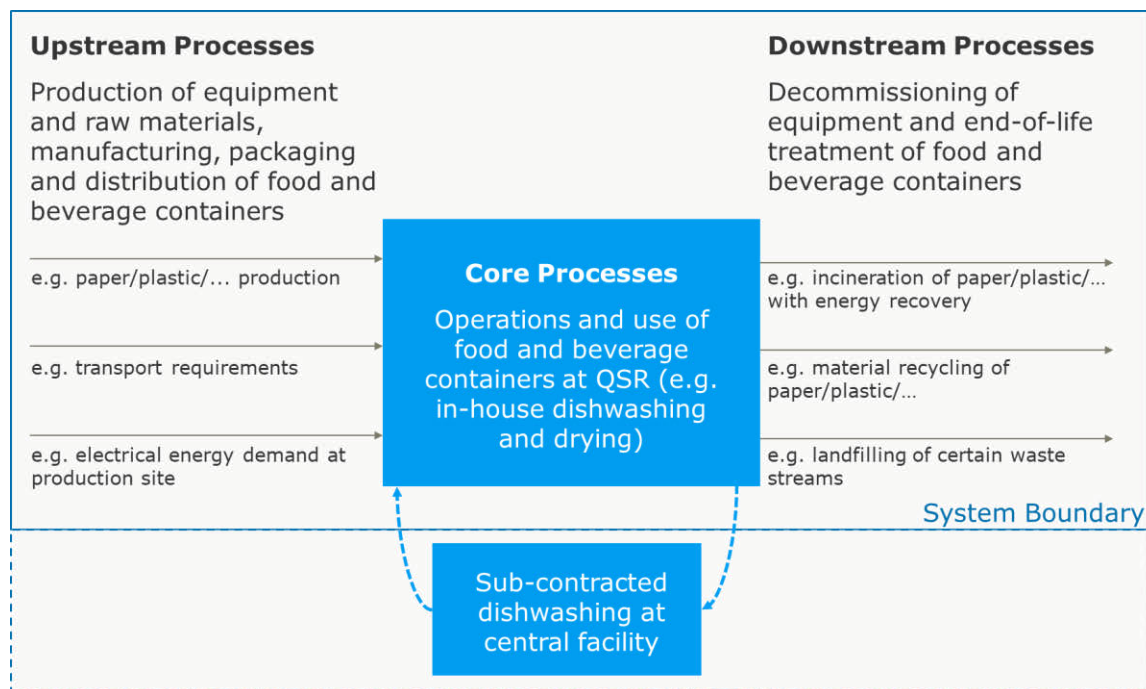 Upstream Processes
Production of equipment
and raw materials,
manufacturing, packaging
and distribution of food and
beverage containers
e.g. paper/plastic/... production
e.g. transport requirements
e.g. electrical energy demand at
production site
Core Processes
Operations and use of
food and beverage
containers at QSR (e.g.
in-house dishwashing
and drying)
Downstream Processes
Decommissioning of
equipment and end-of-life
treatment of food and
beverage containers
e.g. incineration of paper/plastic/...
with energy recovery
e.g. material recycling of
paper/plastic/...
e.g. landfilling of certain waste
streams
System Boundary
Sub-contracted
dishwashing at
central facility